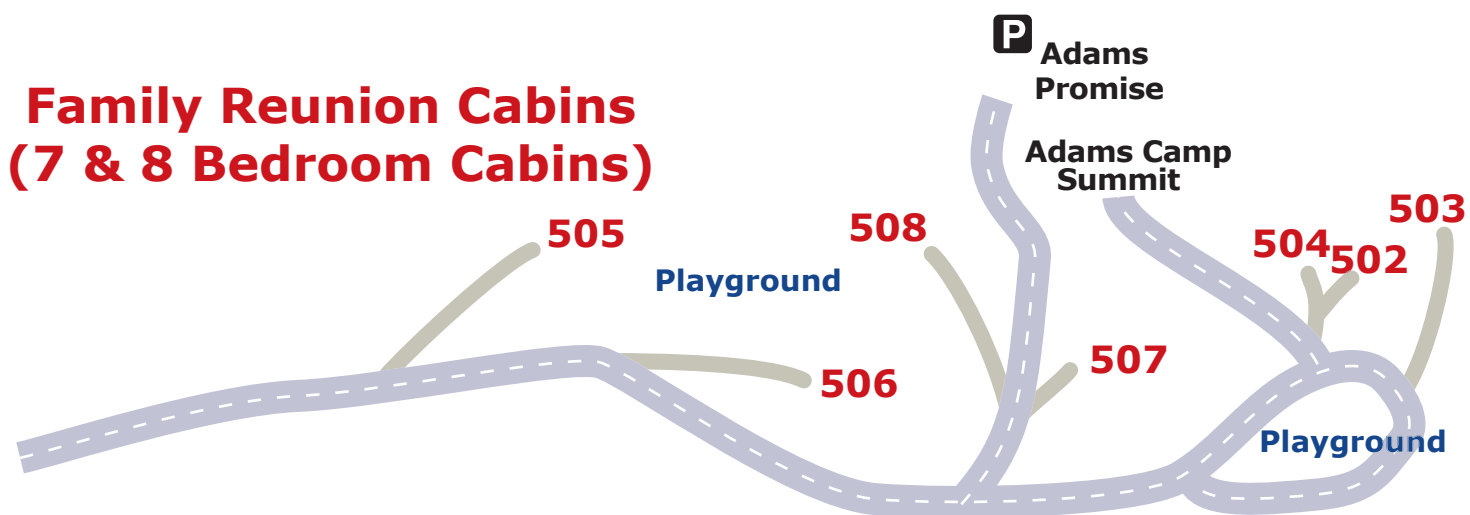 P
Adams
Promise
Family Reunion Cabins
(7 & 8 Bedroom Cabins)
Adams Camp
Summit
503
505
508
504
502
Playground
507
506
Playground